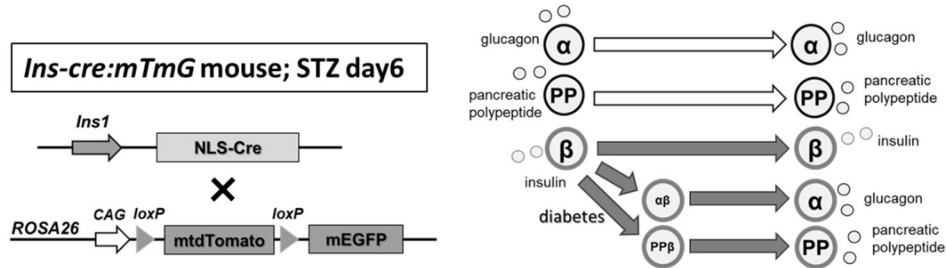 Ins-cre:mTmG mouse; STZ day6
Ins1
NLS-Cre
×
ROSA26
CAG
loxP
mtdTomato
loxP
mEGFP
glucagon
α
α
glucagon
pancreatic
polypeptide
PP
PP
pancreatic
polypeptide
β
insulin
β
insulin
diabetes
αβ
α
glucagon
PPβ
PP
pancreatic
polypeptide